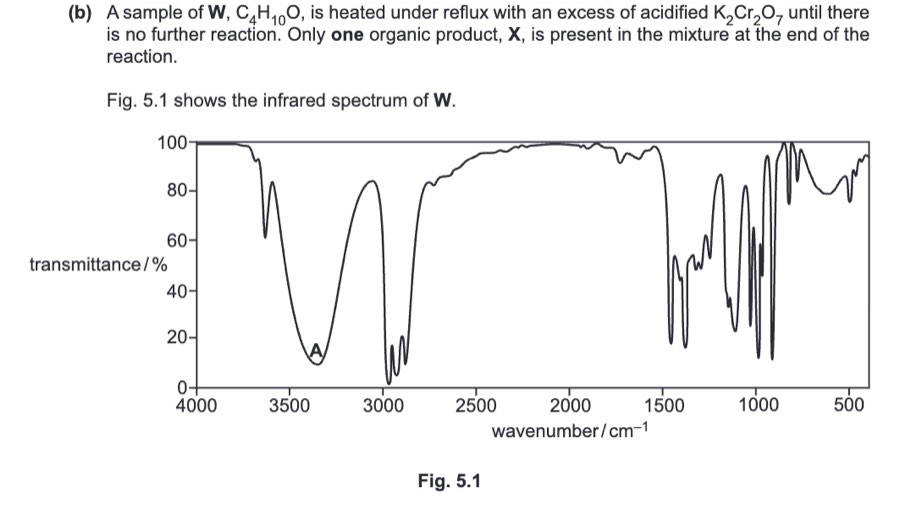 (b) A sample of W, C₄H₁₀O, is heated under reflux with an excess of acidified K₂Cr₂O₇ until there
is no further reaction. Only one organic product, X, is present in the mixture at the end of the
reaction.
Fig. 5.1 shows the infrared spectrum of W.
100
80
60
transmittance / %
40
20
0
A
4000 3500 3000 2500 2000 1500 1000 500
wavenumber / cm⁻¹
Fig. 5.1